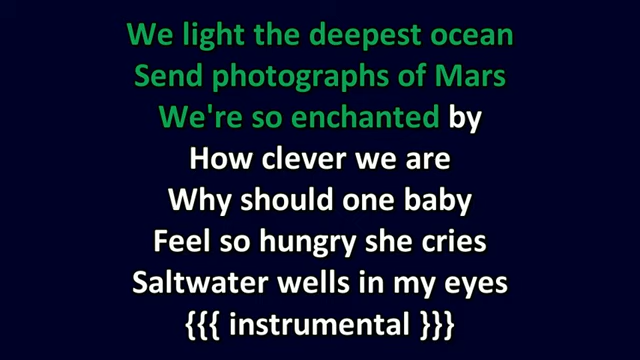 We light the deepest ocean
Send photographs of Mars
We're so enchanted by
How clever we are
Why should one baby
Feel so hungry she cries
Saltwater wells in my eyes
{{{ instrumental }}}